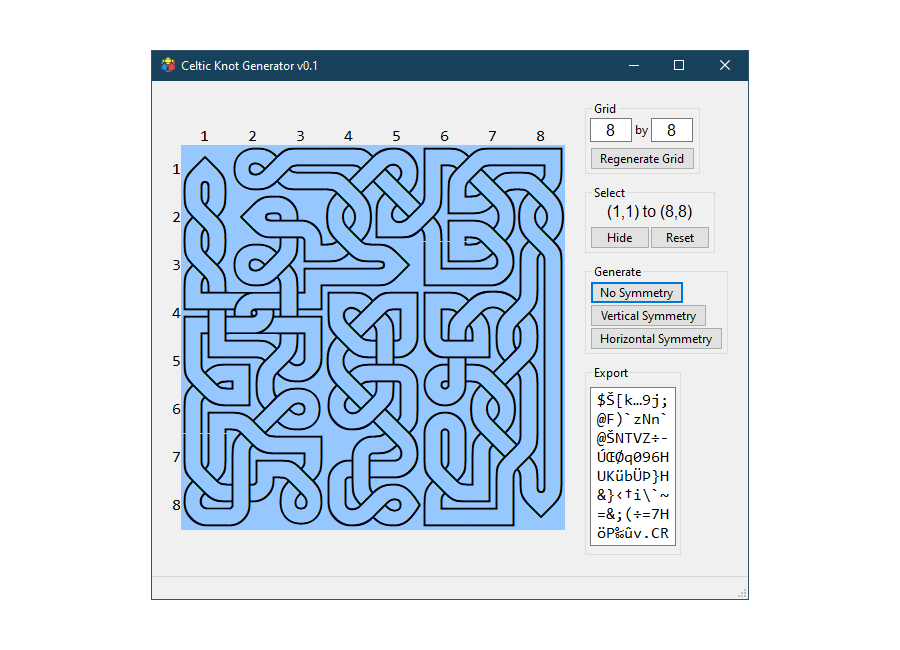 Celtic Knot Generator v0.1
Grid
8 by 8
Regenerate Grid
1 2 3 4 5 6 7 8
1
2
3
4
5
6
7
8
Select
(1,1) to (8,8)
Hide Reset
Generate
No Symmetry
Vertical Symmetry
Horizontal Symmetry
Export
$Š[k…9j;
@F)`zNn`
@ŠNTVZ÷-
ÚŒØq096H
UKübÜÞ}H
&}‹†i\`~
=&;(÷=7H
öP‰ûv.CR